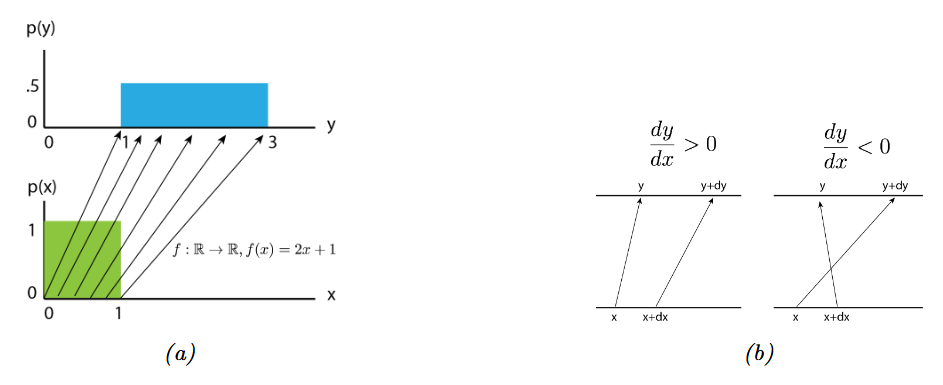 p(y)
.5
0
0 1 3 y
p(x)
1
0
0 1 x
f : ℝ → ℝ, f(x) = 2x + 1
(a)
dy/dx > 0
y y+dy
x x+dx
dy/dx < 0
y y+dy
x x+dx
(b)